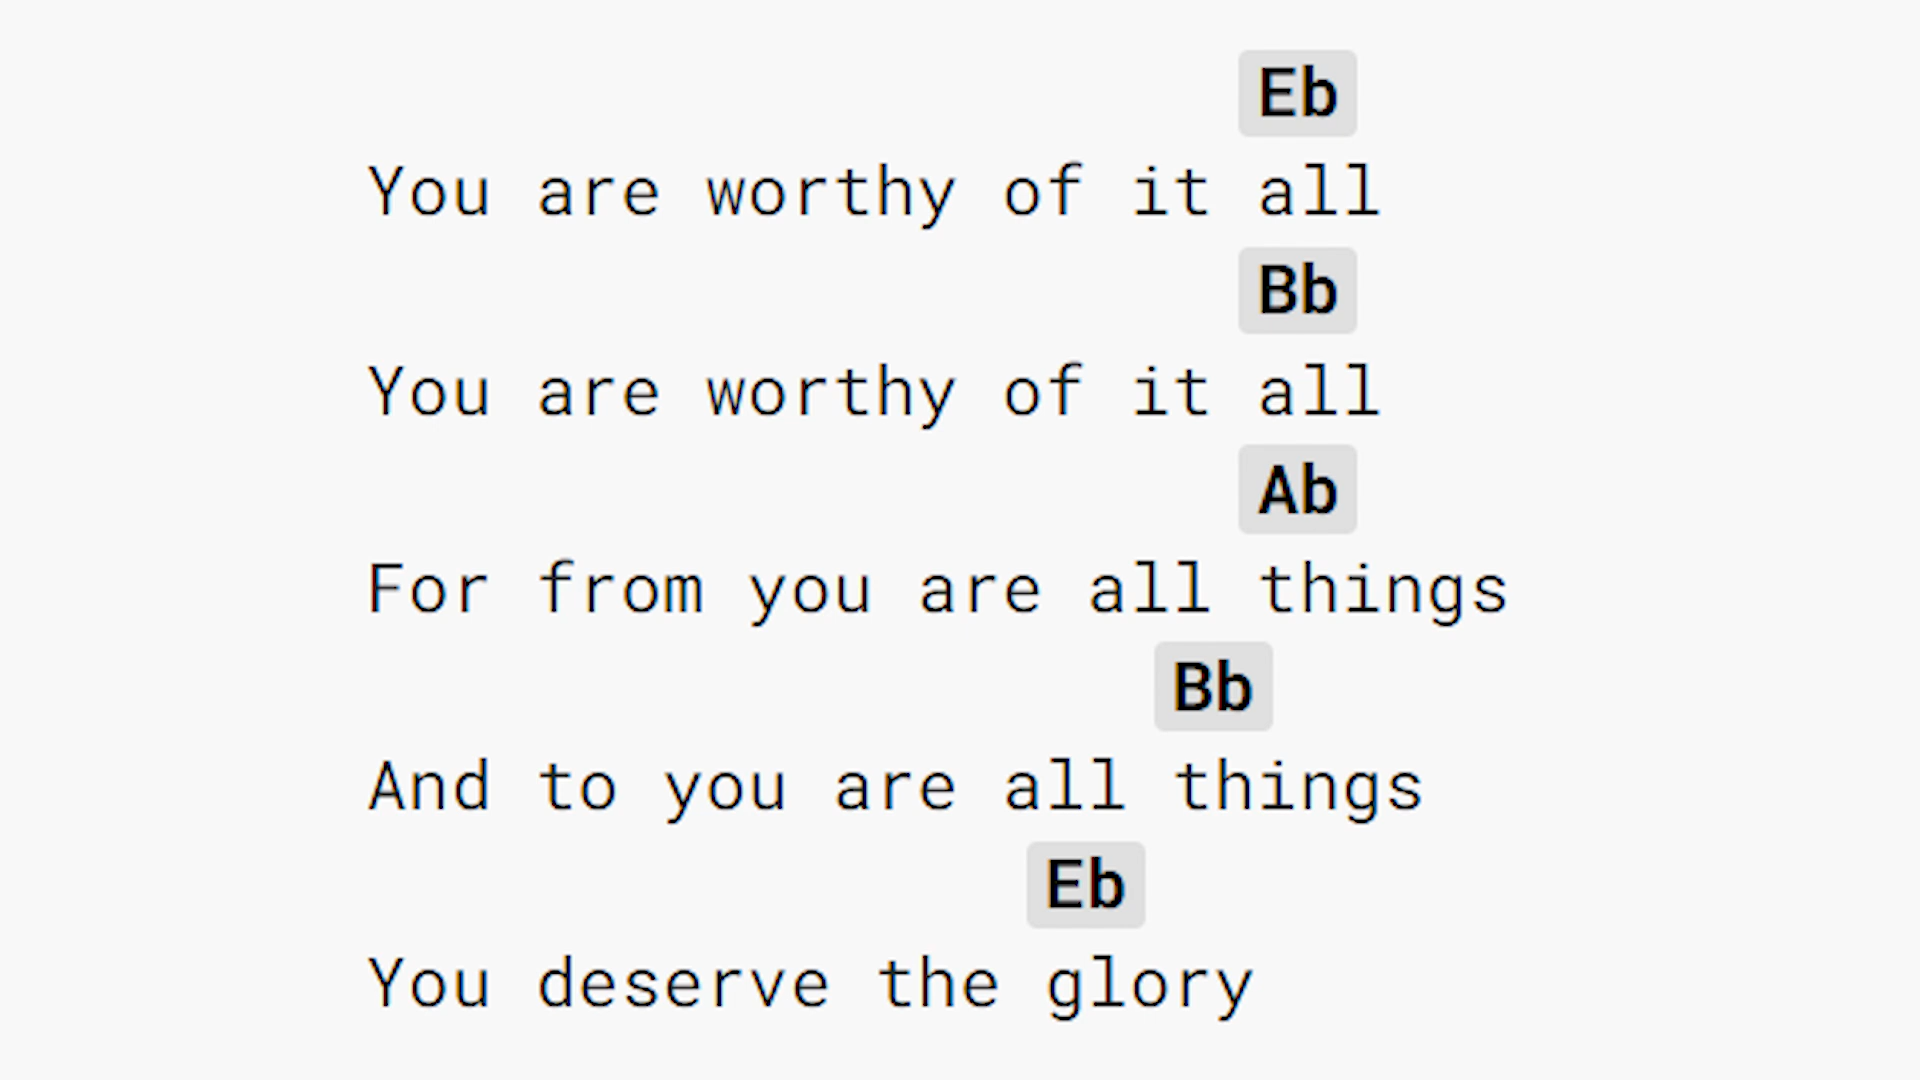 Eb
You are worthy of it all
Bb
You are worthy of it all
Ab
For from you are all things
Bb
And to you are all things
Eb
You deserve the glory